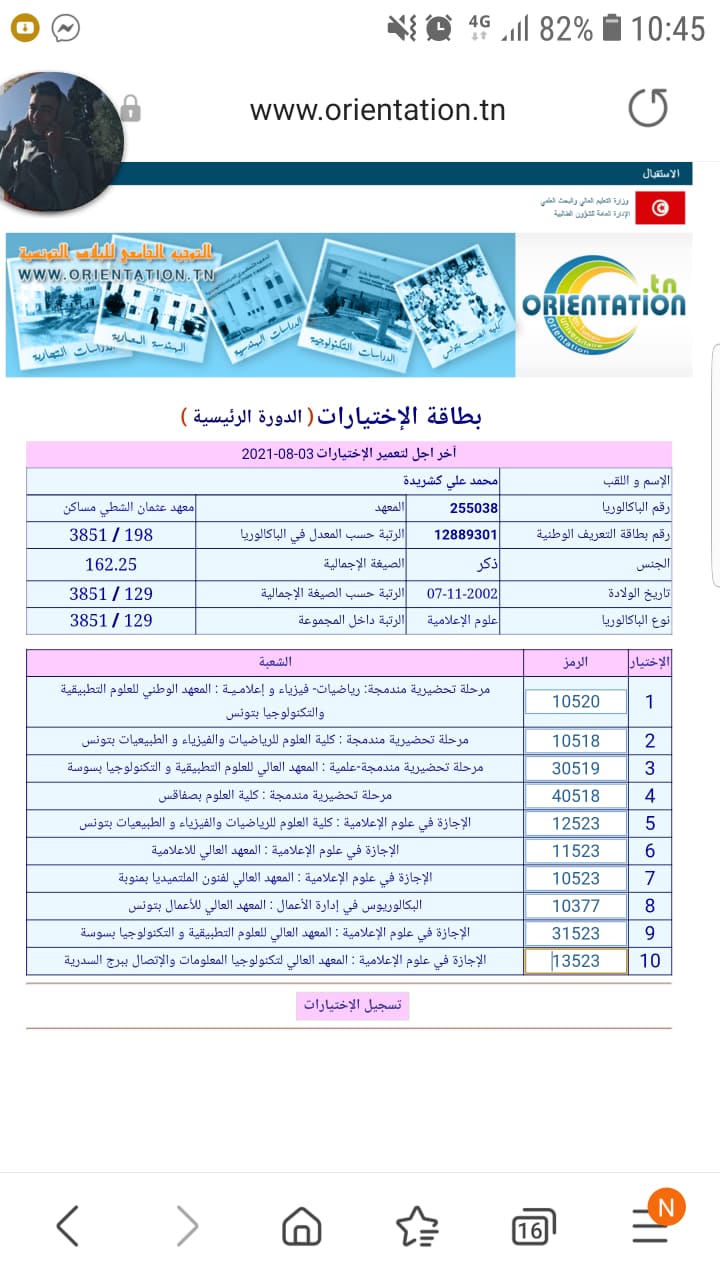 4G 82% 10:45
www.orientation.tn
الاستقبال
وزارة التعليم العالي والبحث العلمي
الإدارة العامة للشؤون الطالبية
التوجيه الجامعي للبلاد التونسية
WWW.ORIENTATION.TN
الدراسات التجارية
الهندسة المعمارية
الدراسات الهندسية
الدراسات التكنولوجية
.tn
ORIENTATION
بطاقة الإختيارات ( الدورة الرئيسية )
آخر اجل لتعمير الإختيارات 03-08-2021
الإسم و اللقب محمد علي كشريدة
رقم الباكالوريا 255038 المعهد معهد عثمان الشطي مساكن
رقم بطاقة التعريف الوطنية 12889301 الرتبة حسب المعدل في الباكالوريا 198 / 3851
الجنس ذكر الصيغة الإجمالية 162.25
تاريخ الولادة 07-11-2002 الرتبة حسب الصيغة الإجمالية 129 / 3851
نوع الباكالوريا علوم الإعلامية الرتبة داخل المجموعة 129 / 3851
الإختيار الرمز الشعبة
1 10520 مرحلة تحضيرية مندمجة: رياضيات- فيزياء و إعلامـيـة : المعهد الوطني للعلوم التطبيقية
والتكنولوجيا بتونس
2 10518 مرحلة تحضيرية مندمجة : كلية العلوم للرياضيات والفيزياء و الطبيعيات بتونس
3 30519 مرحلة تحضيرية مندمجة-علمية : المعهد العالي للعلوم التطبيقية و التكنولوجيا بسوسة
4 40518 مرحلة تحضيرية مندمجة : كلية العلوم بصفاقس
5 12523 الإجازة في علوم الإعلامية : كلية العلوم للرياضيات والفيزياء و الطبيعيات بتونس
6 11523 الإجازة في علوم الإعلامية : المعهد العالي للاعلامية
7 10523 الإجازة في علوم الإعلامية : المعهد العالي لفنون الملتميديا بمنوبة
8 10377 البكالوريوس في إدارة الأعمال : المعهد العالي للأعمال بتونس
9 31523 الإجازة في علوم الإعلامية : المعهد العالي للعلوم التطبيقية و التكنولوجيا بسوسة
10 13523 الإجازة في علوم الإعلامية : المعهد العالي لتكنولوجيا المعلومات والإتصال ببرج السدرية
تسجيل الإختيارات
16
N